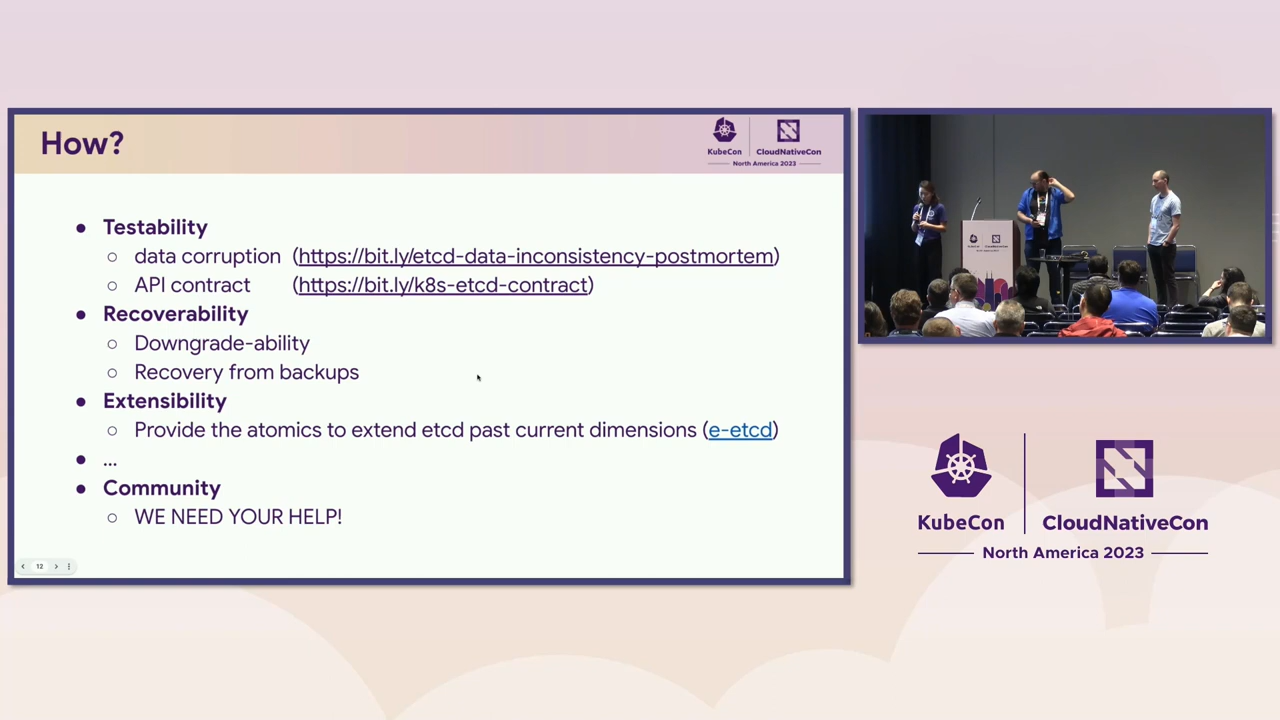 How?
KubeCon
CloudNativeCon
North America 2023
● Testability
○ data corruption (https://bit.ly/etcd-data-inconsistency-postmortem)
○ API contract (https://bit.ly/k8s-etcd-contract)
● Recoverability
○ Downgrade-ability
○ Recovery from backups
● Extensibility
○ Provide the atomics to extend etcd past current dimensions (e-etcd)
● ...
● Community
○ WE NEED YOUR HELP!
12
KubeCon
CloudNativeCon
North America 2023